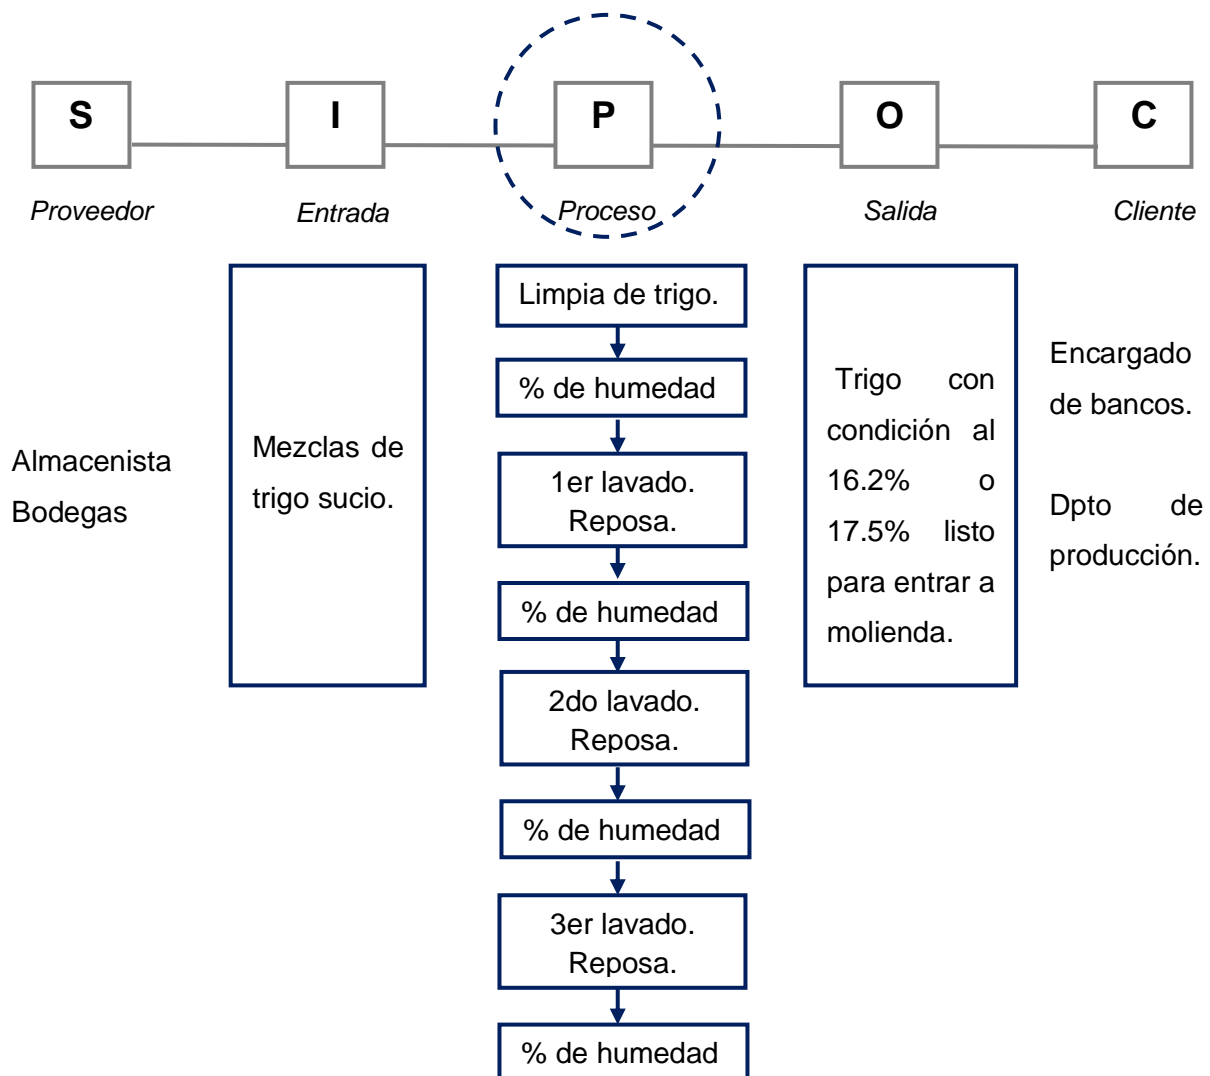 S
I
P
O
C
Proveedor
Entrada
Proceso
Salida
Cliente
Almacenista
Bodegas
Mezclas de
trigo sucio.
Limpia de trigo.
% de humedad
1er lavado.
Reposa.
% de humedad
2do lavado.
Reposa.
% de humedad
3er lavado.
Reposa.
% de humedad
Trigo con
condición al
16.2% o
17.5% listo
para entrar a
molienda.
Encargado
de bancos.
Dpto de
producción.